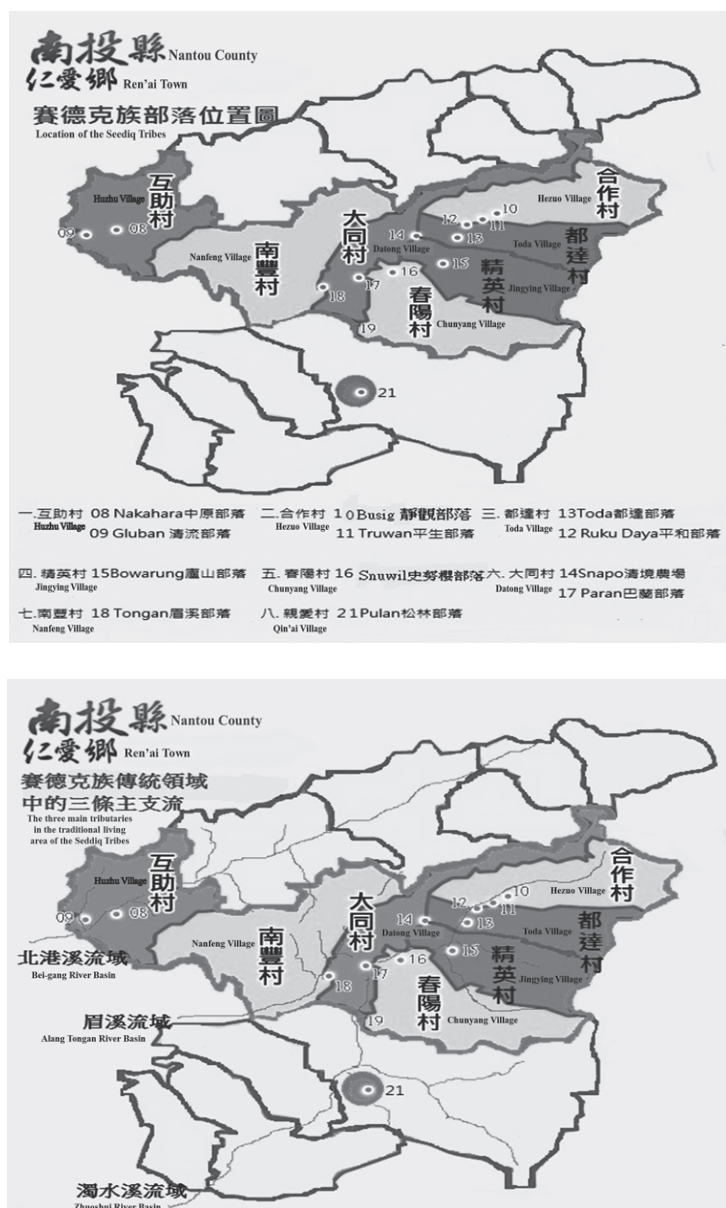 南投縣 Nantou County
仁愛鄉 Ren'ai Town
賽德克族部落位置圖
Location of the Seediq Tribes
互助村
Huzhu Village
09
08
南豐村
Nanfeng Village
大同村
Datong Village
合作村
Hezuo Village
10
11
12
13
14
都達村
Toda Village
15
精英村
Jingying Village
16
17
18
春陽村
Chunyang Village
19
21
一.互助村 08 Nakahara中原部落 二.合作村 10Busig 靜觀部落 三.都達村 13Toda都達部落
Huzhu Village 09 Gluban 清流部落 Hezuo Village 11 Truwan平生部落 Toda Village 12 Ruku Daya平和部落
四.精英村 15Bowarung廬山部落 五.春陽村 16 Snuwil史努櫻部落 六.大同村 14Snapo清境農場
Jingying Village Chunyang Village Datong Village 17 Paran巴蘭部落
七.南豐村 18 Tongan眉溪部落 八.親愛村 21Pulan松林部落
Nanfeng Village Qin'ai Village
南投縣 Nantou County
仁愛鄉 Ren'ai Town
賽德克族傳統領域
中的三條主支流
The three main tributaries
in the traditional living
area of the Seddiq Tribes
互助村
Huzhu Village
09
08
北港溪流域
Bei-gang River Basin
南豐村
Nanfeng Village
大同村
Datong Village
合作村
Hezuo Village
10
11
12
13
14
都達村
Toda Village
15
精英村
Jingying Village
16
17
18
春陽村
Chunyang Village
19
眉溪流域
Alang Tongan River Basin
21
濁水溪流域
Zhuoshui River Basin